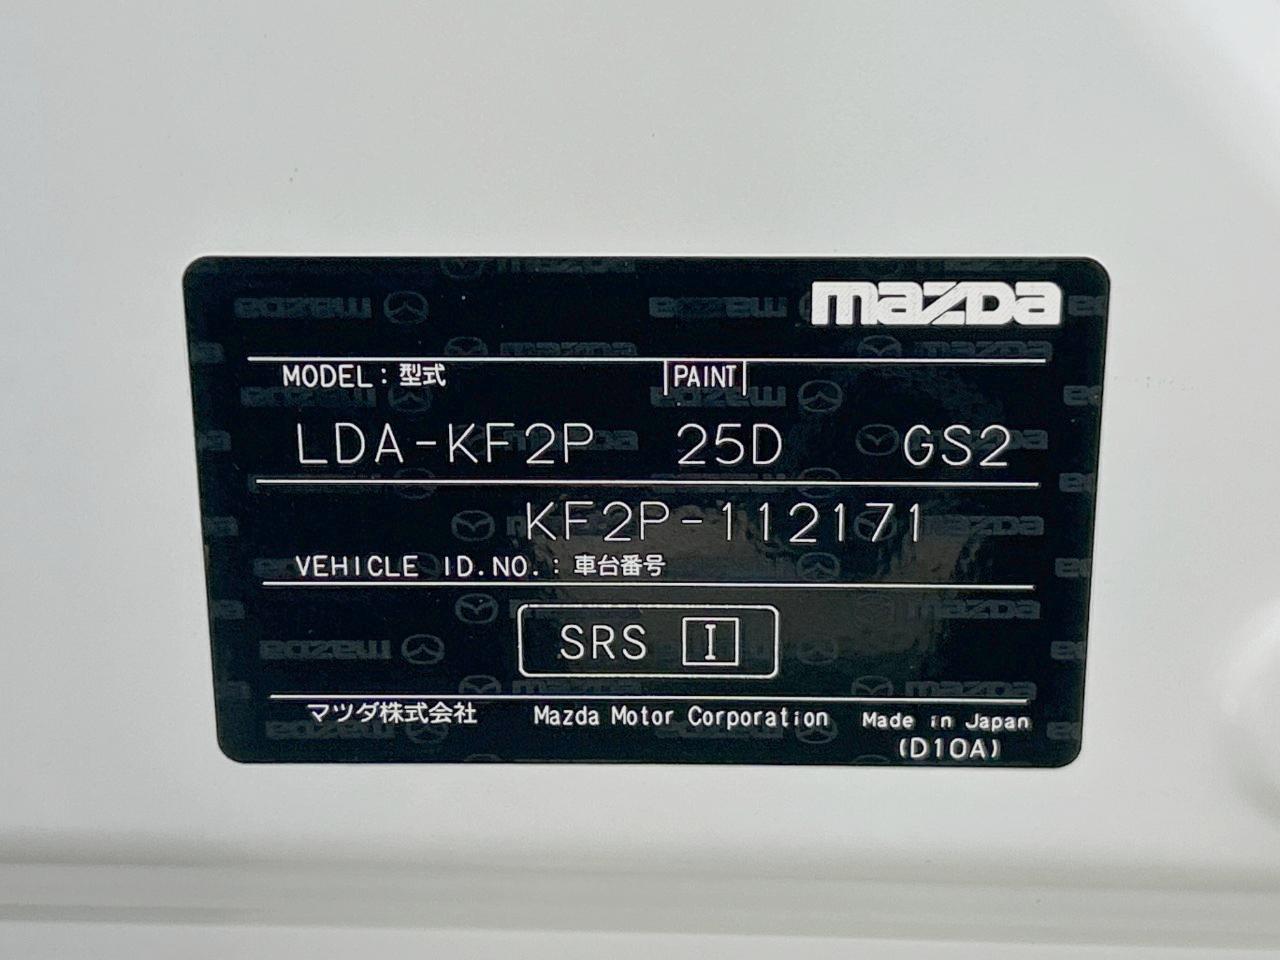 mazda
MODEL : 型式 PAINT
LDA-KF2P 25D GS2
KF2P-112171
VEHICLE ID.NO. : 車台番号
SRS I
マツダ株式会社 Mazda Motor Corporation Made in Japan
(D10A)